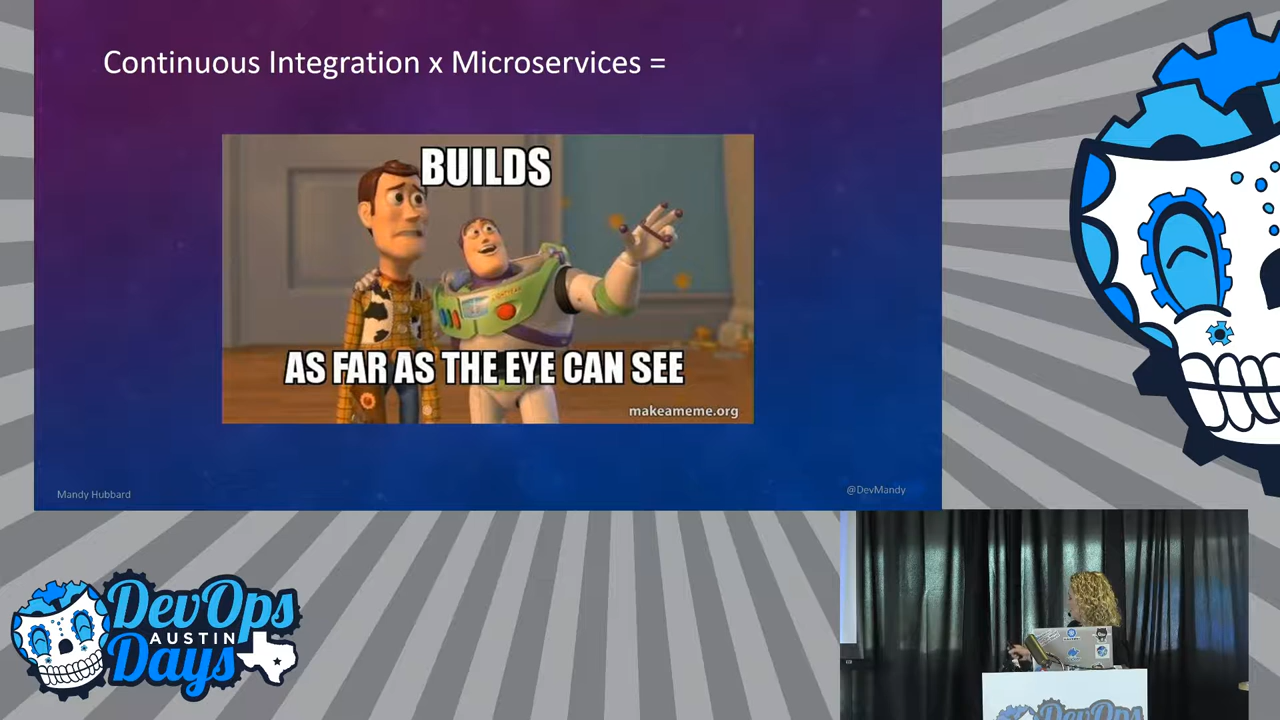 Continuous Integration x Microservices =
BUILDS
AS FAR AS THE EYE CAN SEE
makeameme.org
Mandy Hubbard
@DevMandy
DevOps
AUSTIN
Days
DevOps